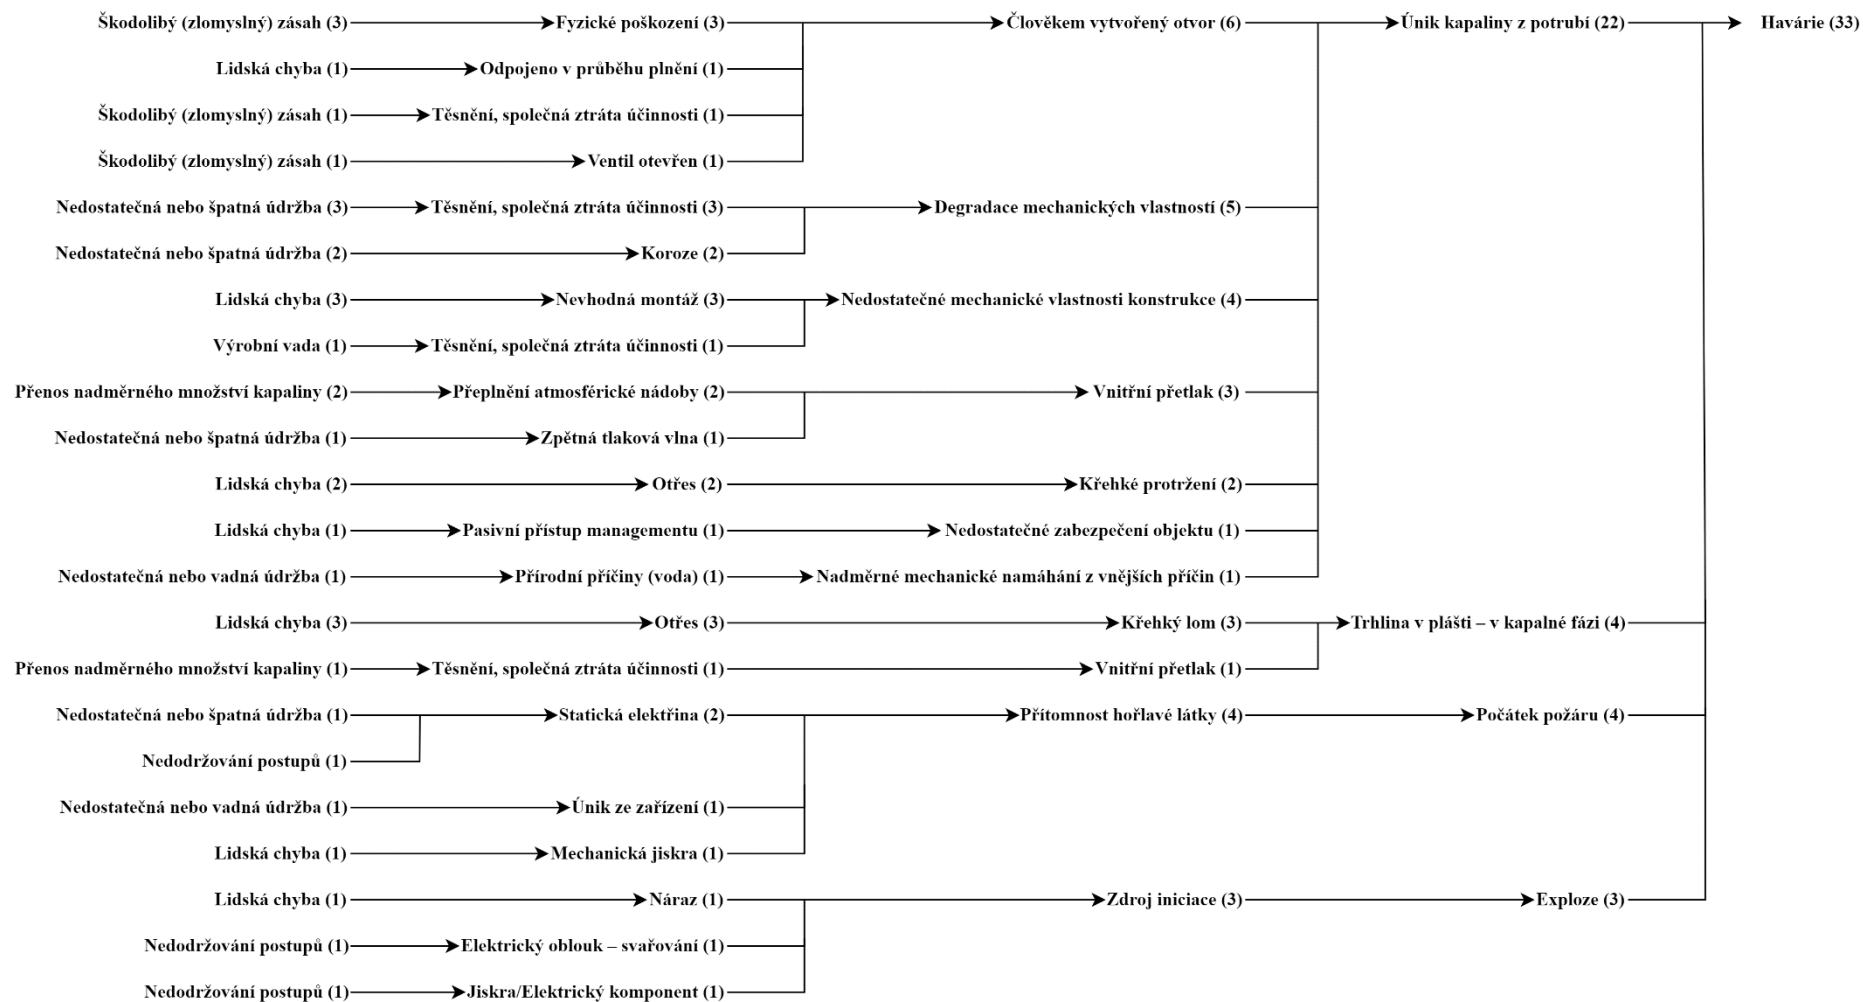 Škodolibý (zlomyslný) zásah (3) Fyzické poškození (3) Člověkem vytvořený otvor (6) Únik kapaliny z potrubí (22) Havárie (33)
Lidská chyba (1) Odpojeno v průběhu plnění (1)
Škodolibý (zlomyslný) zásah (1) Těsnění, společná ztráta účinnosti (1)
Škodolibý (zlomyslný) zásah (1) Ventil otevřen (1)
Nedostatečná nebo špatná údržba (3) Těsnění, společná ztráta účinnosti (3) Degradace mechanických vlastností (5)
Nedostatečná nebo špatná údržba (2) Koroze (2)
Lidská chyba (3) Nevhodná montáž (3) Nedostatečné mechanické vlastnosti konstrukce (4)
Výrobní vada (1) Těsnění, společná ztráta účinnosti (1)
Přenos nadměrného množství kapaliny (2) Přeplnění atmosférické nádoby (2) Vnitřní přetlak (3)
Nedostatečná nebo špatná údržba (1) Zpětná tlaková vlna (1)
Lidská chyba (2) Otřes (2) Křehké protržení (2)
Lidská chyba (1) Pasivní přístup managementu (1) Nedostatečné zabezpečení objektu (1)
Nedostatečná nebo vadná údržba (1) Přírodní příčiny (voda) (1) Nadměrné mechanické namáhání z vnějších příčin (1)
Lidská chyba (3) Otřes (3) Křehký lom (3) Trhlina v plášti – v kapalné fázi (4)
Přenos nadměrného množství kapaliny (1) Těsnění, společná ztráta účinnosti (1) Vnitřní přetlak (1)
Nedostatečná nebo špatná údržba (1) Statická elektřina (2) Přítomnost hořlavé látky (4) Počátek požáru (4)
Nedodržování postupů (1)
Nedostatečná nebo vadná údržba (1) Únik ze zařízení (1)
Lidská chyba (1) Mechanická jiskra (1)
Lidská chyba (1) Náraz (1) Zdroj iniciace (3) Exploze (3)
Nedodržování postupů (1) Elektrický oblouk – svařování (1)
Nedodržování postupů (1) Jiskra/Elektrický komponent (1)